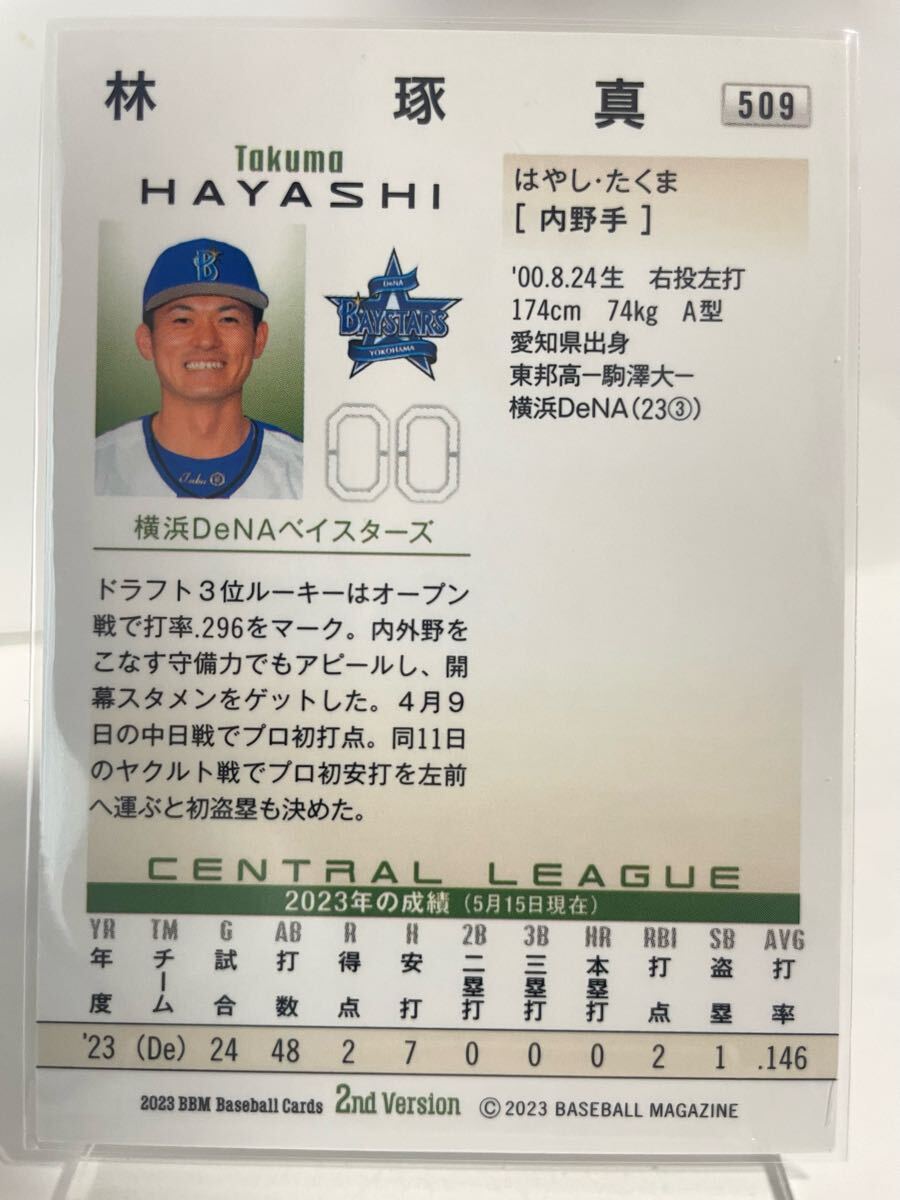 林 琢 真 509
Takuma
HAYASHI
はやし・たくま
[ 内野手 ]
'00.8.24生 右投左打
174cm 74kg A型
愛知県出身
東邦高ー駒澤大ー
横浜DeNA(23③)
B
DeNA
BAYSTARS
YOKOHAMA
00
横浜DeNAベイスターズ
ドラフト3位ルーキーはオープン
戦で打率.296をマーク。内外野を
こなす守備力でもアピールし、開
幕スタメンをゲットした。4月9
日の中日戦でプロ初打点。同11日
のヤクルト戦でプロ初安打を左前
へ運ぶと初盗塁も決めた。
CENTRAL LEAGUE
2023年の成績(5月15日現在)
YR TM G AB R H 2B 3B HR RBI SB AVG
年度 チーム 試合 打数 得点 安打 二塁打 三塁打 本塁打 打点 盗塁 打率
'23 (De) 24 48 2 7 0 0 0 2 1 .146
2023 BBM Baseball Cards 2nd Version ©2023 BASEBALL MAGAZINE